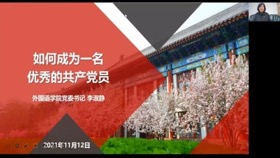 如何成为一名
优秀的共产党员
外国语学院党委书记 李淑静
2021年11月12日